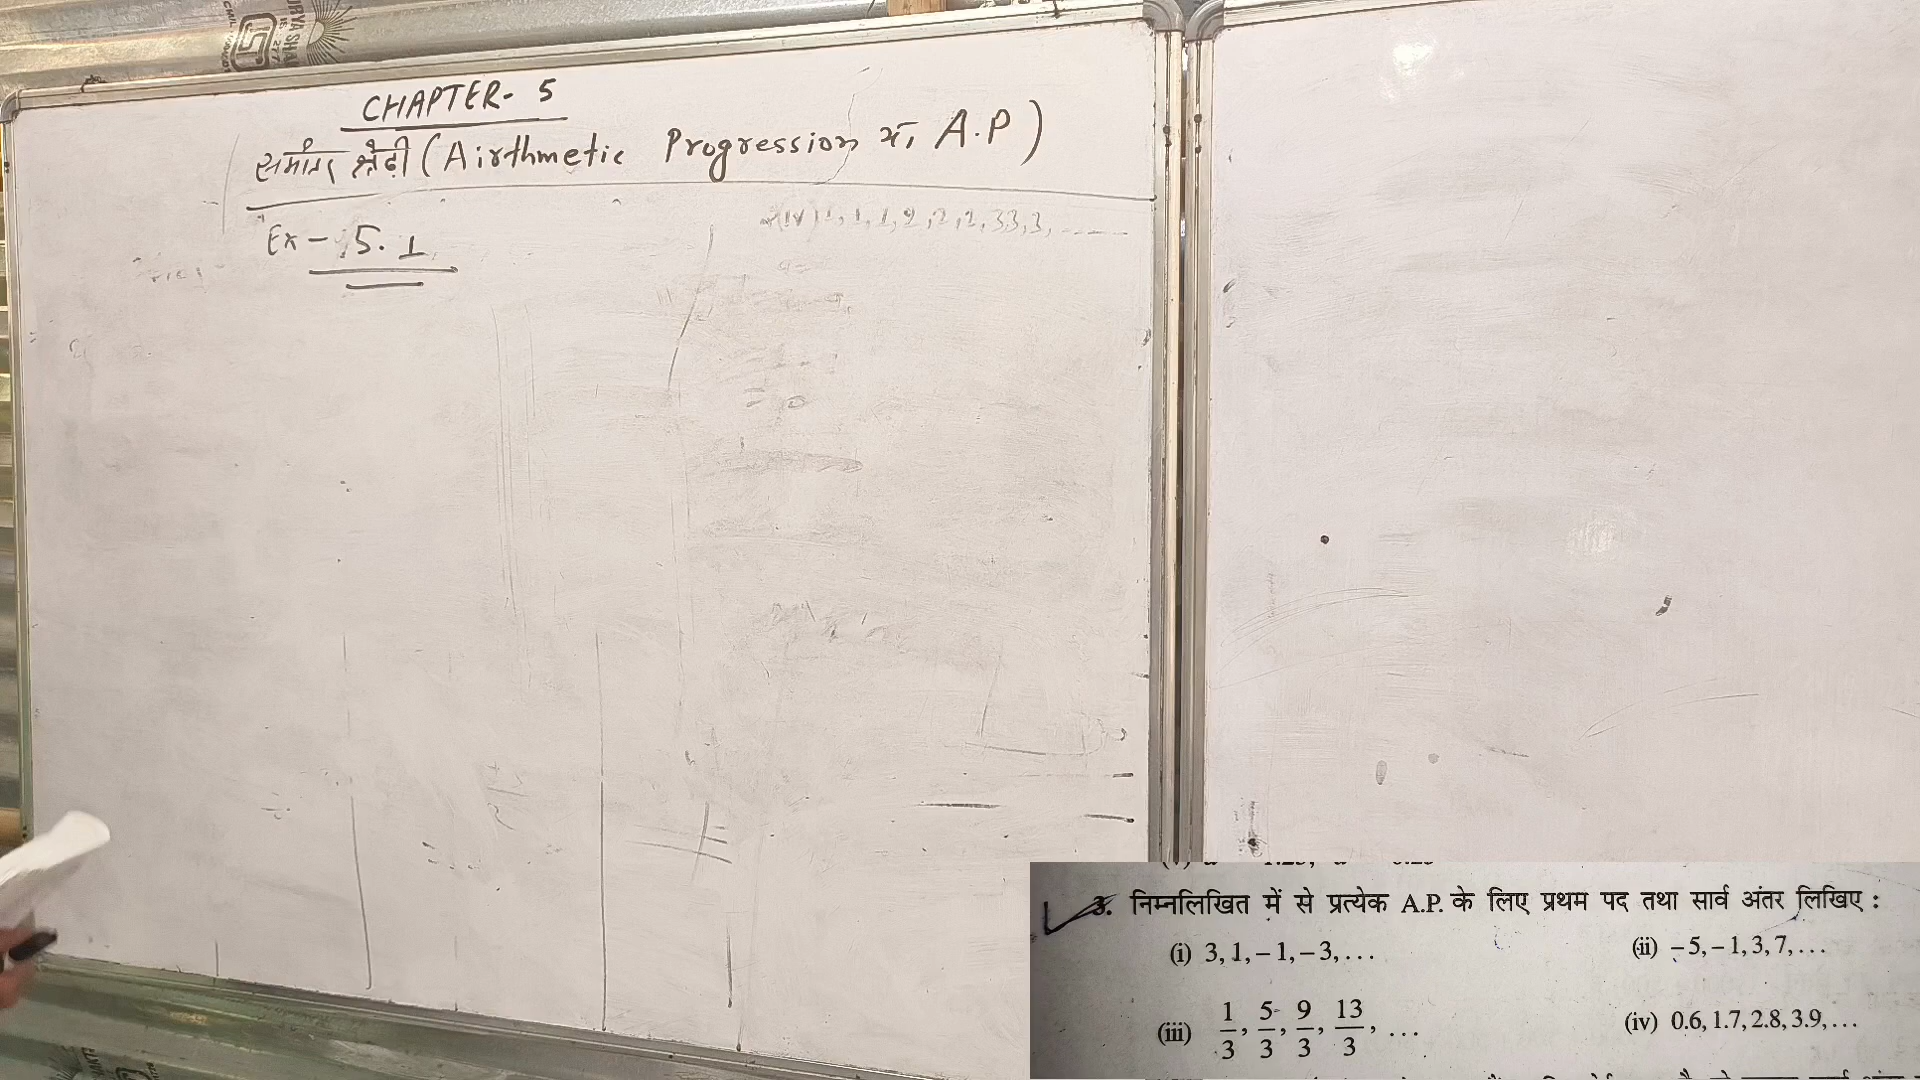 CHAPTER- 5
समांतर श्रेढ़ी (Airthmetic Progression या A.P)
Ex - 5.1
3. निम्नलिखित में से प्रत्येक A.P. के लिए प्रथम पद तथा सार्व अंतर लिखिए :
(i) 3, 1, – 1, – 3, . . .
(ii) – 5, – 1, 3, 7, . . .
(iii) 1/3, 5/3, 9/3, 13/3, . . .
(iv) 0.6, 1.7, 2.8, 3.9, . . .